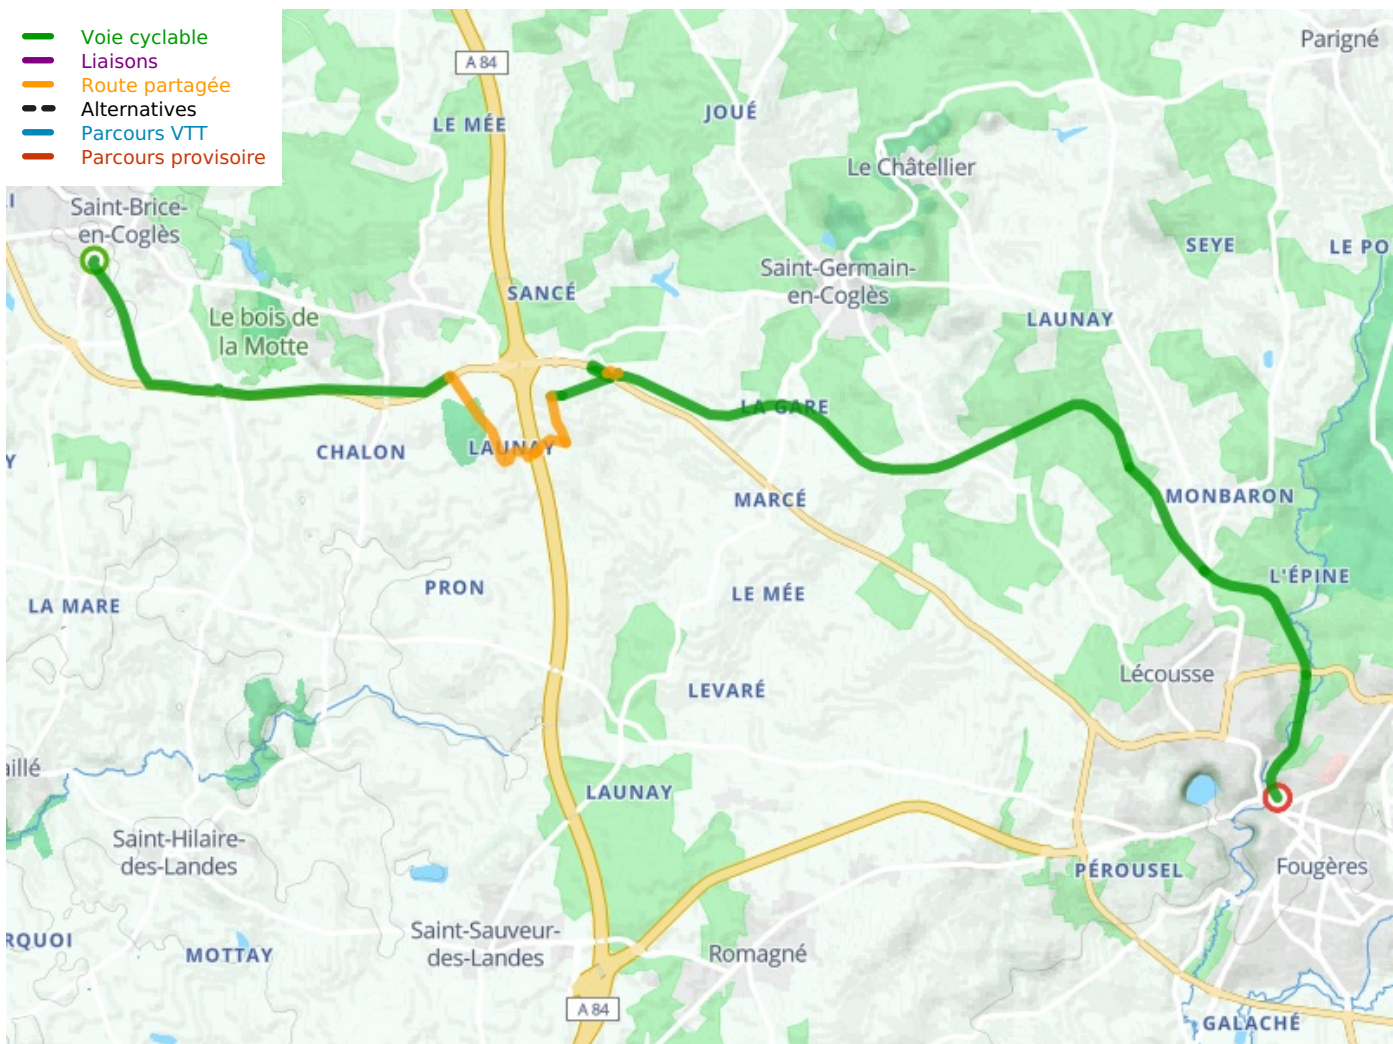 Voie cyclable
Liaisons
Route partagée
Alternatives
Parcours VTT
Parcours provisoire
Parigné
A 84
JOUÉ
LE MÉE
Le Châtellier
Saint-Brice-
en-Coglès
SEYE
LE PO
Saint-Germain-
en-Coglès
SANCÉ
Le bois de
la Motte
LAUNAY
LA GARE
CHALON
LAUNAY
MARCÉ
MONBARON
L'ÉPINE
PRON
LE MÉE
LA MARE
Lécousse
LEVARÉ
aillé
LAUNAY
Saint-Hilaire-
des-Landes
PÉROUSEL
Fougères
RQUOI
MOTTAY
Saint-Sauveur-
des-Landes
Romagné
A 84
GALACHÉ